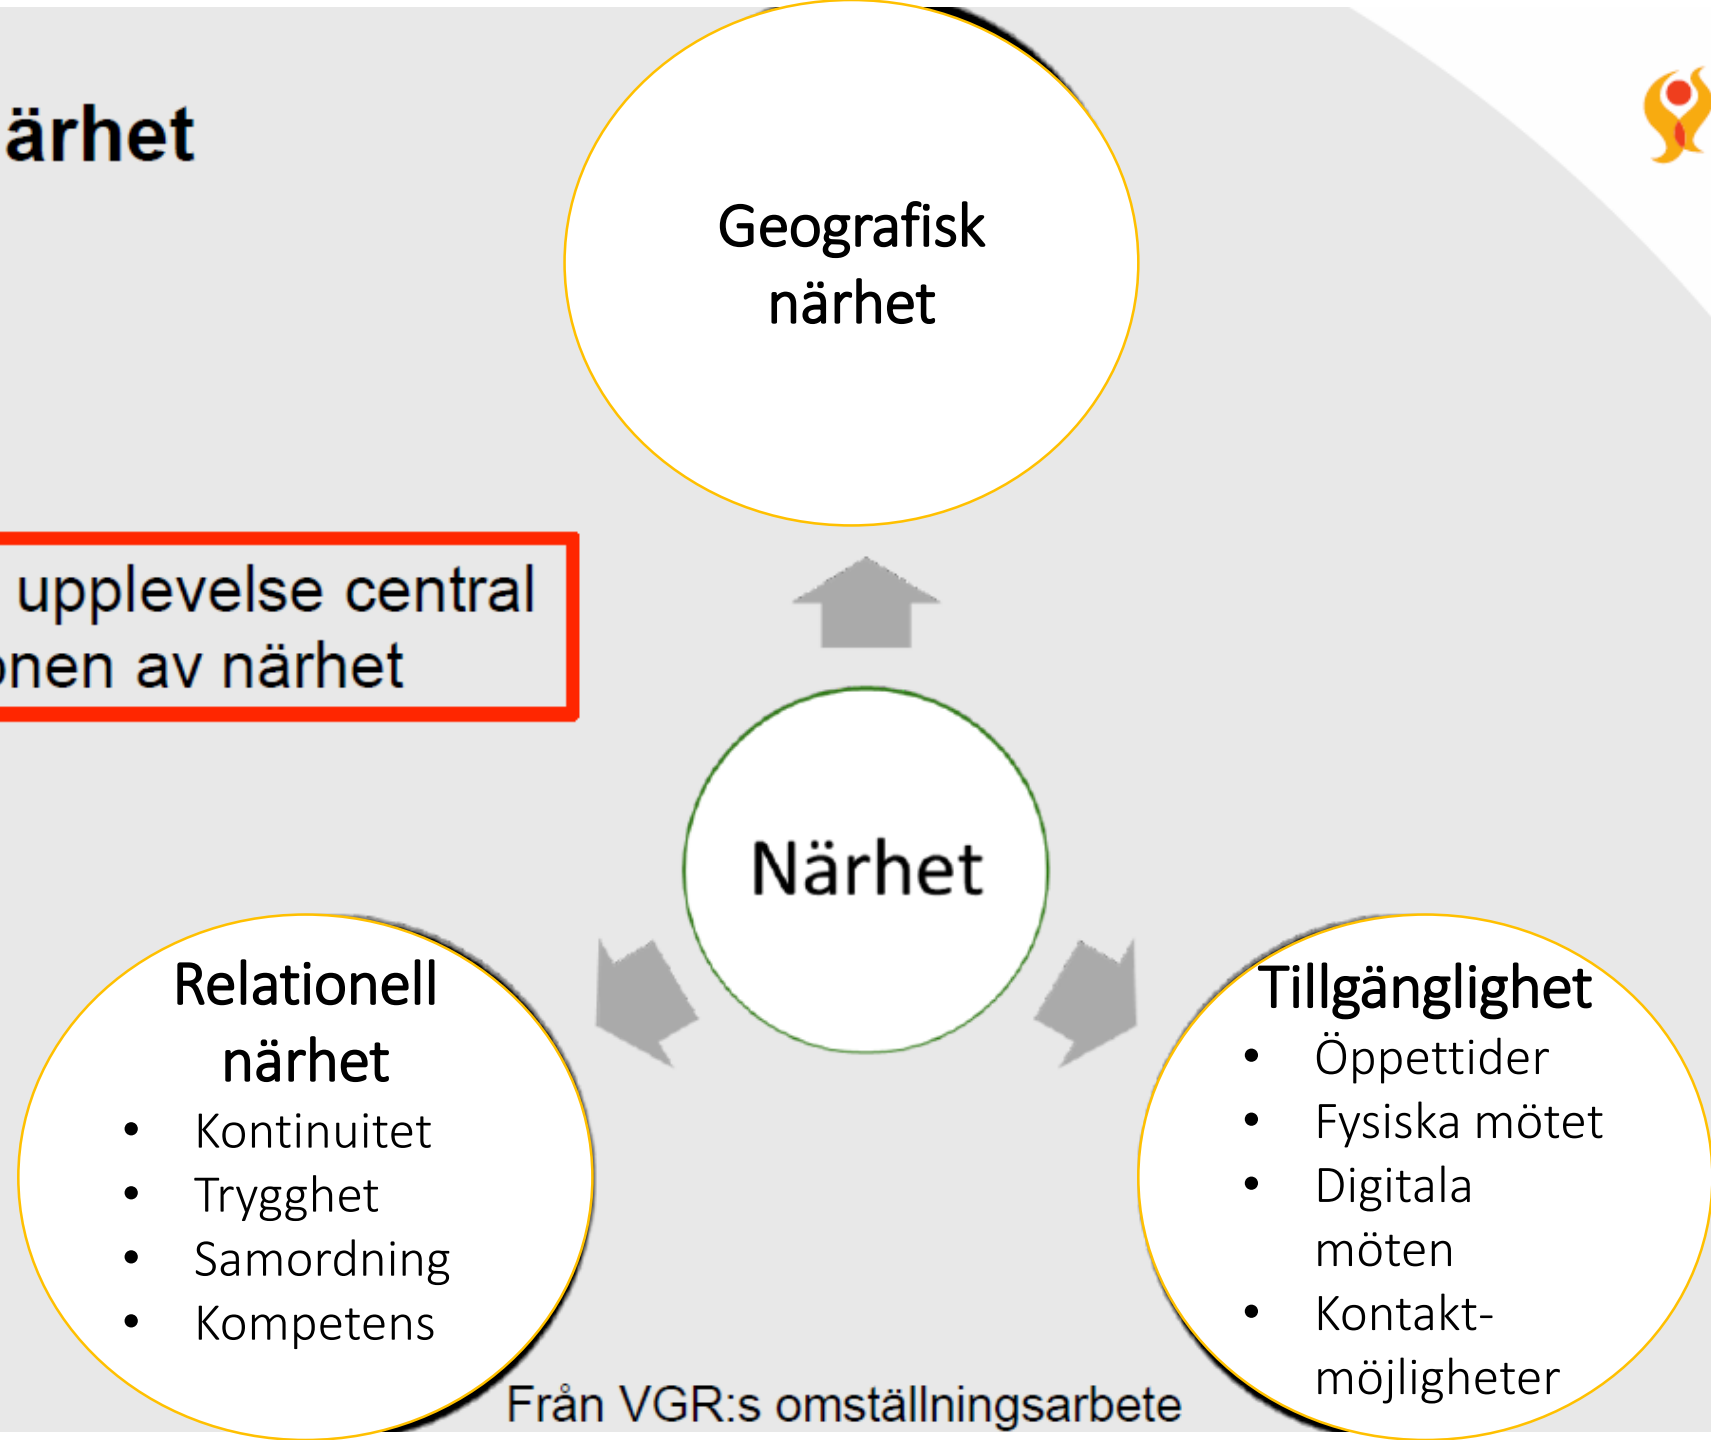 ärhet
Geografisk
närhet
upplevelse central
onen av närhet
Närhet
Relationell
närhet
• Kontinuitet
• Trygghet
• Samordning
• Kompetens
Tillgänglighet
• Öppettider
• Fysiska mötet
• Digitala
möten
• Kontakt-
möjligheter
Från VGR:s omställningsarbete